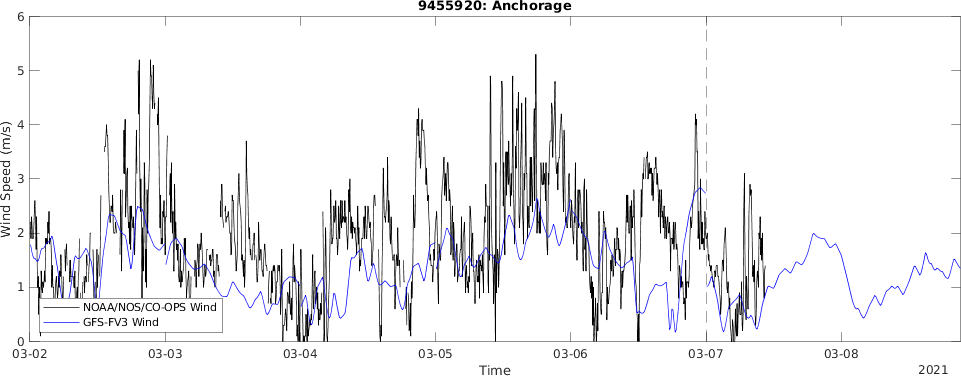 9455920: Anchorage
Wind Speed (m/s)
6
5
4
3
2
1
0
NOAA/NOS/CO-OPS Wind
GFS-FV3 Wind
03-02 03-03 03-04 03-05 03-06 03-07 03-08
Time
2021